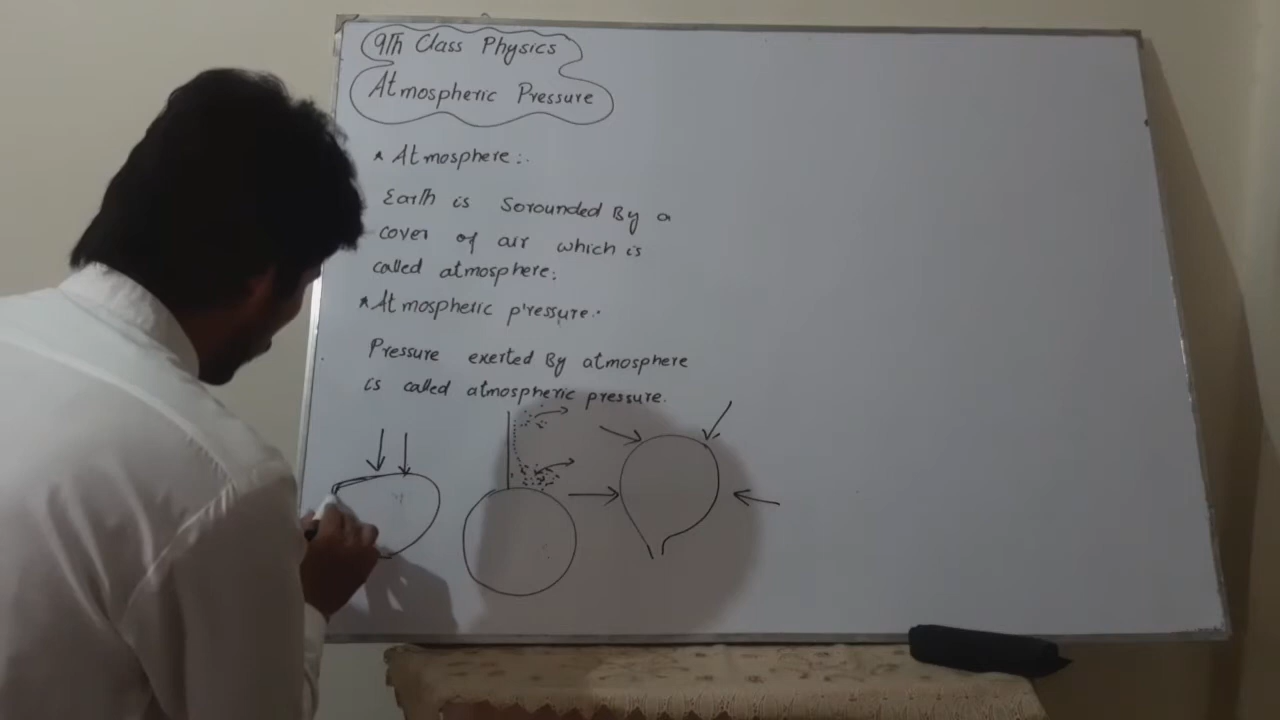 9Th Class Physics
Atmospheric Pressure
* Atmosphere:.
Earth is Sorounded By a
cover of air which is
called atmosphere:
* Atmospheric pressure.
Pressure exerted By atmosphere
is called atmospheric pressure.